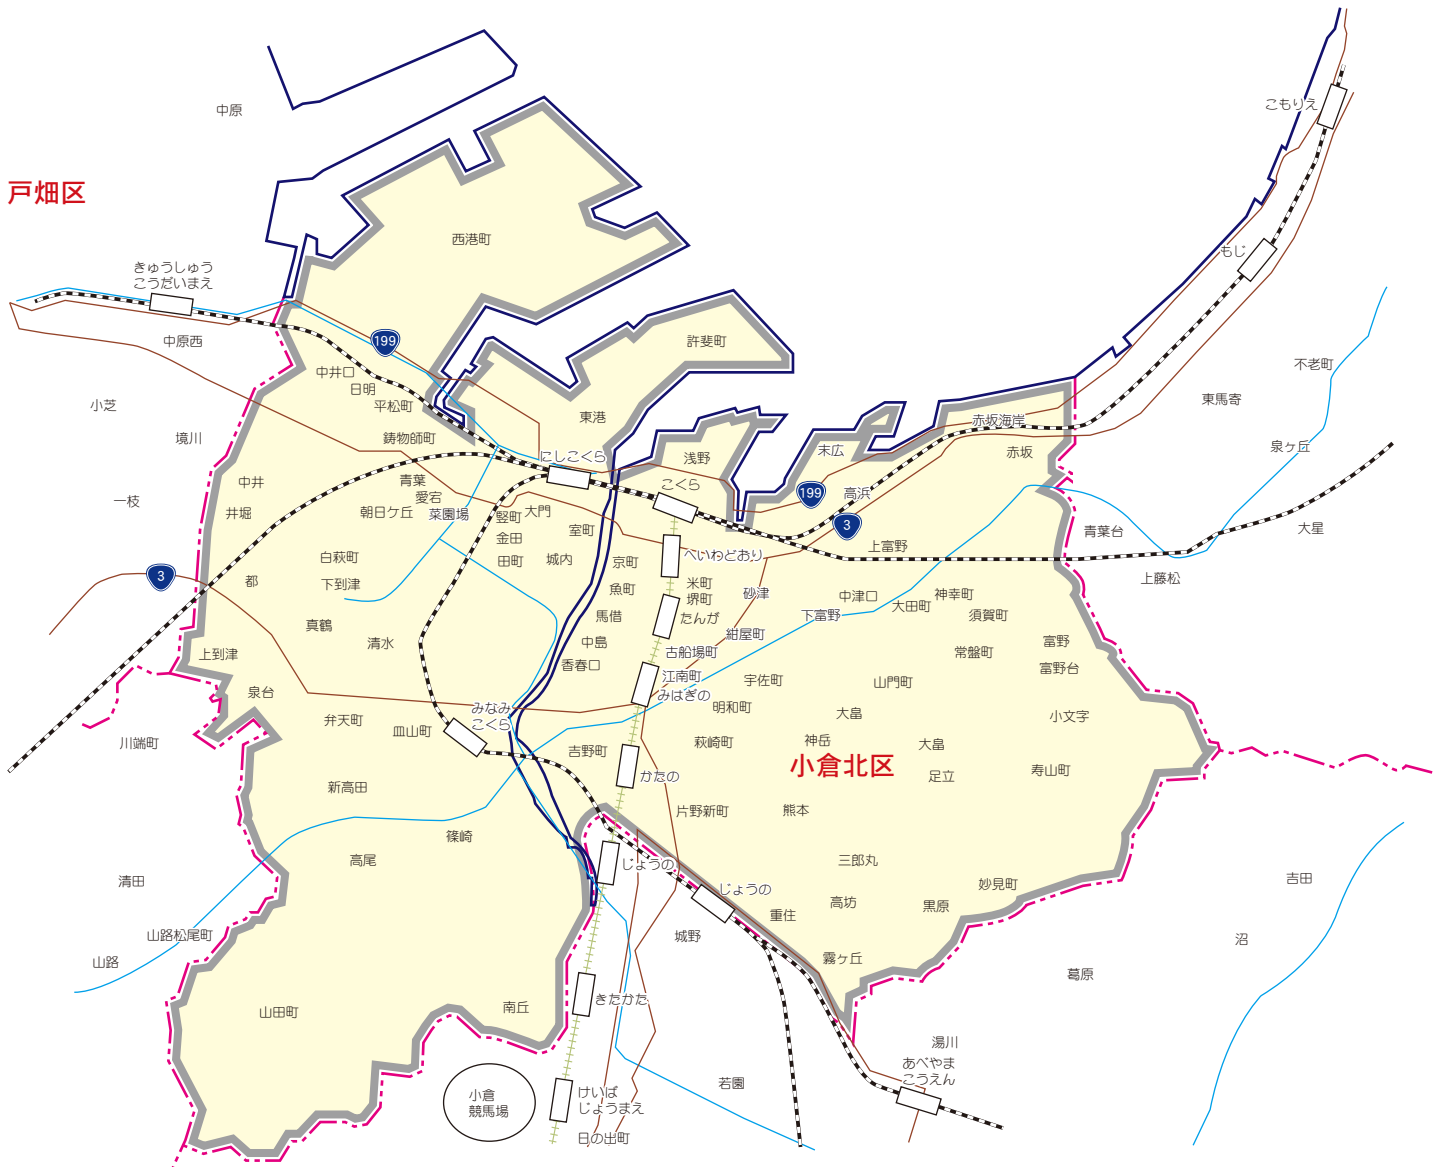 中原
こもりえ
戸畑区
西港町
もじ
きゅうしゅう
こうだいまえ
199
中原西
許斐町
不老町
中井口
日明
平松町
小芝
東馬寄
東港
赤坂海岸
境川
鋳物師町
末広
赤坂
泉ヶ丘
にしこくら
浅野
中井
青葉
こくら
199
高浜
一枝
愛宕
井堀
朝日ケ丘
菜園場
竪町
大門
3
大星
室町
金田
青葉台
上富野
白萩町
田町
城内
京町
へいわどおり
3
都
下到津
魚町
米町
砂津
上藤松
堺町
中津口
神幸町
大田町
馬借
たんが
下富野
須賀町
真鶴
紺屋町
清水
中島
富野
上到津
古船場町
常盤町
香春口
富野台
江南町
宇佐町
山門町
泉台
みはぎの
みなみ
こくら
明和町
大畠
小文字
弁天町
皿山町
川端町
吉野町
萩崎町
神岳
大畠
小倉北区
かたの
足立
寿山町
新高田
片野新町
熊本
篠崎
高尾
じょうの
三郎丸
清田
じょうの
妙見町
吉田
高坊
黒原
重住
山路松尾町
城野
沼
山路
霧ヶ丘
葛原
きたかた
山田町
南丘
湯川
あべやま
こうえん
若園
小倉
競馬場
けいば
じょうまえ
日の出町